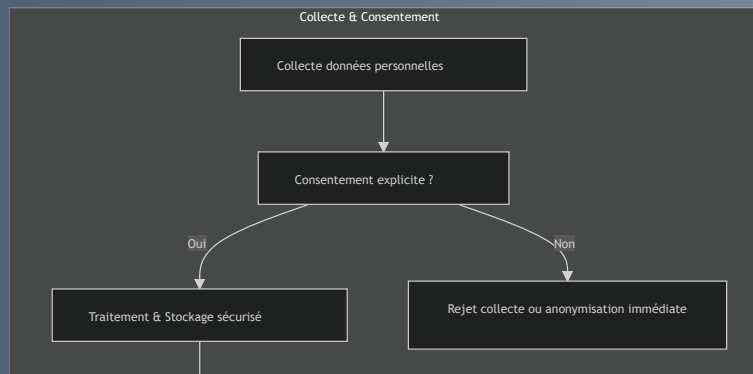 Collecte & Consentement
Collecte données personnelles
Consentement explicite ?
Oui
Non
Traitement & Stockage sécurisé
Rejet collecte ou anonymisation immédiate